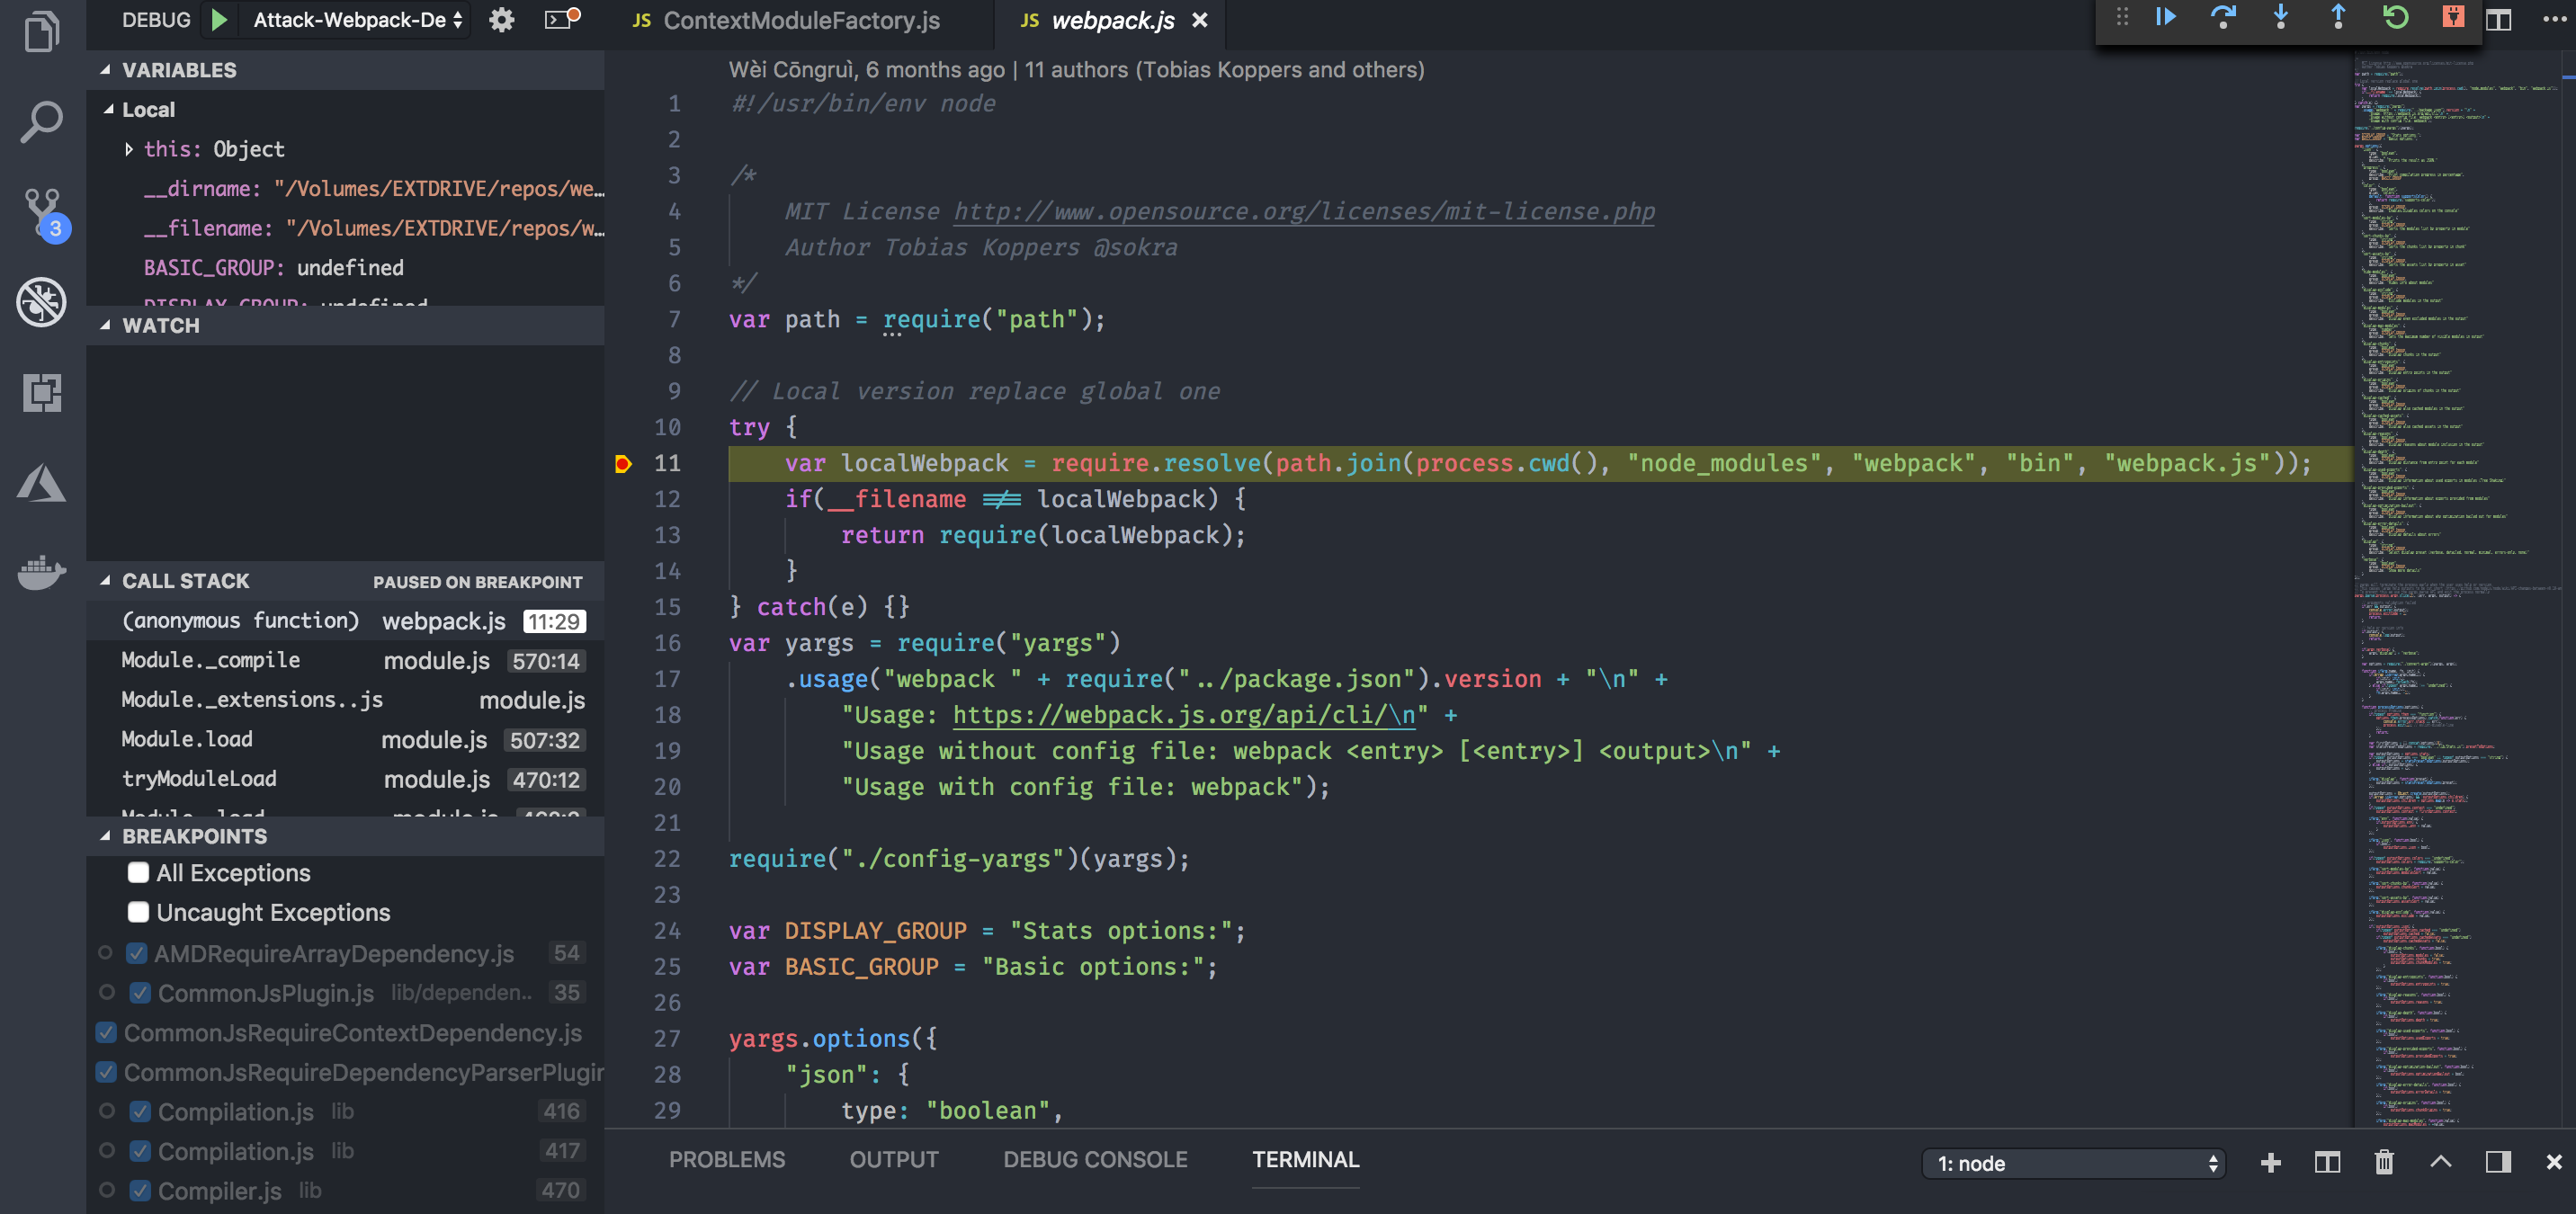 DEBUG Attack-Webpack-De
VARIABLES
Local
this: Object
__dirname: "/Volumes/EXTDRIVE/repos/we…
__filename: "/Volumes/EXTDRIVE/repos/w…
BASIC_GROUP: undefined
DISPLAY_GROUP: undefined
WATCH
CALL STACK PAUSED ON BREAKPOINT
(anonymous function) webpack.js 11:29
Module._compile module.js 570:14
Module._extensions..js module.js
Module.load module.js 507:32
tryModuleLoad module.js 470:12
Module._load module.js
BREAKPOINTS
All Exceptions
Uncaught Exceptions
AMDRequireArrayDependency.js 54
CommonJsPlugin.js lib/dependen.. 35
CommonJsRequireContextDependency.js
CommonJsRequireDependencyParserPlugin
Compilation.js lib 416
Compilation.js lib 417
Compiler.js lib 470
3
JS ContextModuleFactory.js
JS webpack.js
Wèi Cōngruì, 6 months ago | 11 authors (Tobias Koppers and others)
1 #!/usr/bin/env node
2
3 /*
4 MIT License http://www.opensource.org/licenses/mit-license.php
5 Author Tobias Koppers @sokra
6 */
7 var path = require("path");
8
9 // Local version replace global one
10 try {
11 var localWebpack = require.resolve(path.join(process.cwd(), "node_modules", "webpack", "bin", "webpack.js"));
12 if(__filename !== localWebpack) {
13 return require(localWebpack);
14 }
15 } catch(e) {}
16 var yargs = require("yargs")
17 .usage("webpack " + require("../package.json").version + "\n" +
18 "Usage: https://webpack.js.org/api/cli/\n" +
19 "Usage without config file: webpack <entry> [<entry>] <output>\n" +
20 "Usage with config file: webpack");
21
22 require("./config-yargs")(yargs);
23
24 var DISPLAY_GROUP = "Stats options:";
25 var BASIC_GROUP = "Basic options:";
26
27 yargs.options({
28 "json": {
29 type: "boolean",
PROBLEMS OUTPUT DEBUG CONSOLE TERMINAL 1: node